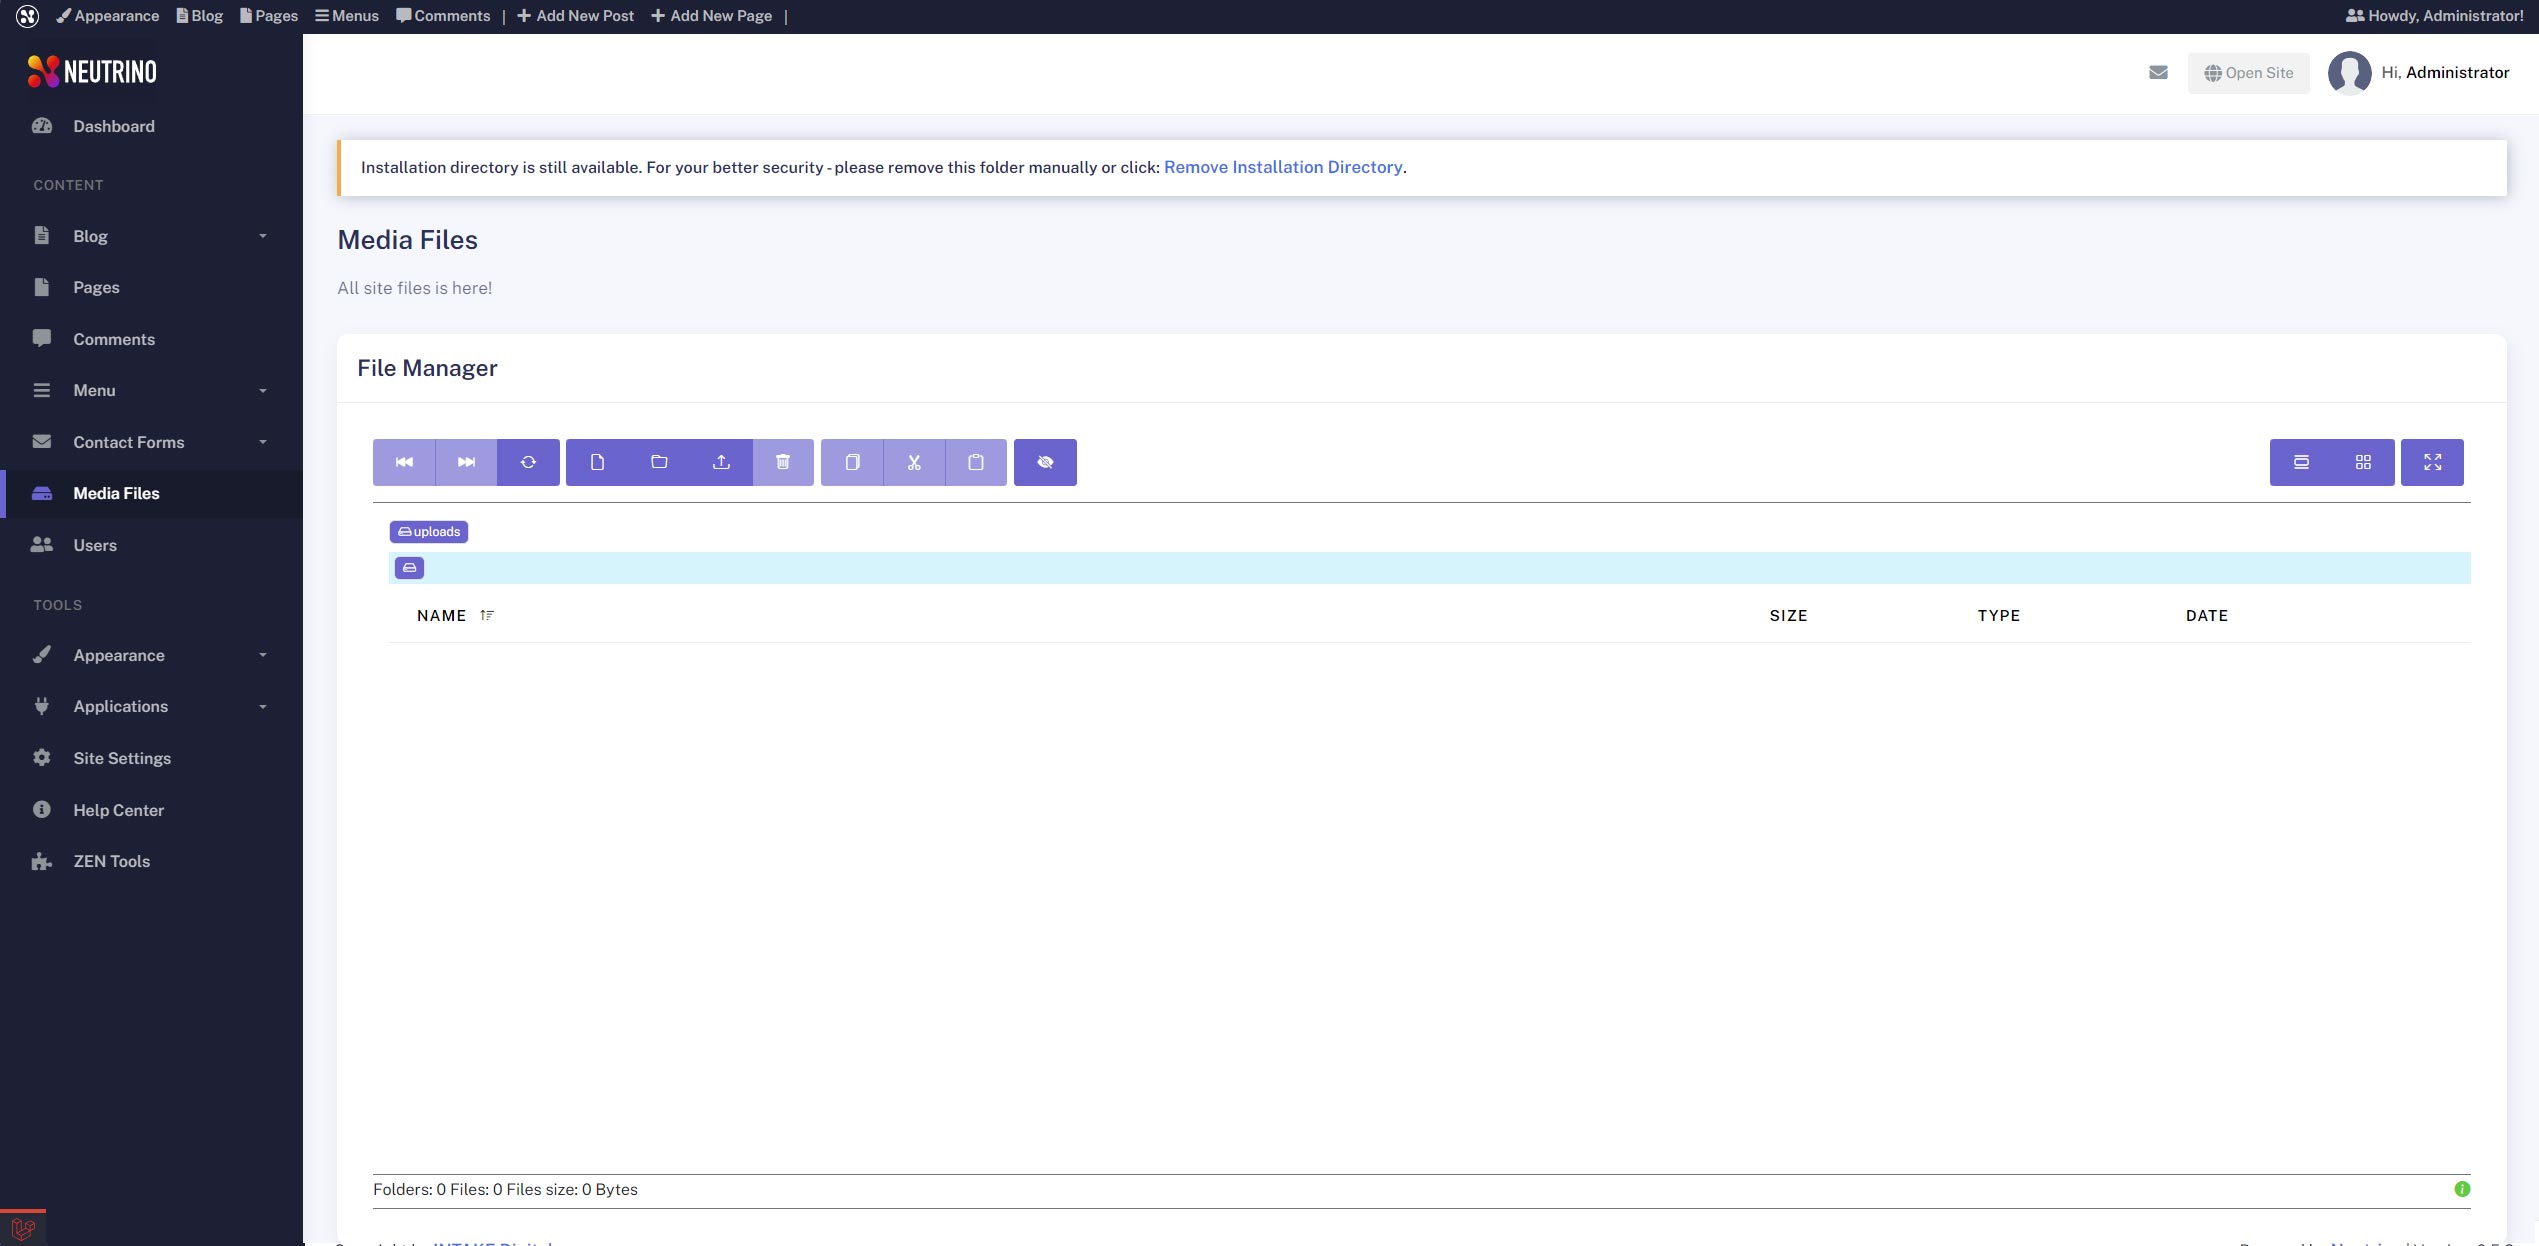 Appearance Blog Pages Menus Comments | Add New Post Add New Page | Howdy, Administrator!
NEUTRINO
Open Site Hi, Administrator
Dashboard
CONTENT
Blog
Pages
Comments
Menu
Contact Forms
Media Files
Users
TOOLS
Appearance
Applications
Site Settings
Help Center
ZEN Tools
Installation directory is still available. For your better security - please remove this folder manually or click: Remove Installation Directory.
Media Files
All site files is here!
File Manager
uploads
NAME SIZE TYPE DATE
Folders: 0 Files: 0 Files size: 0 Bytes
INTAKE Digital